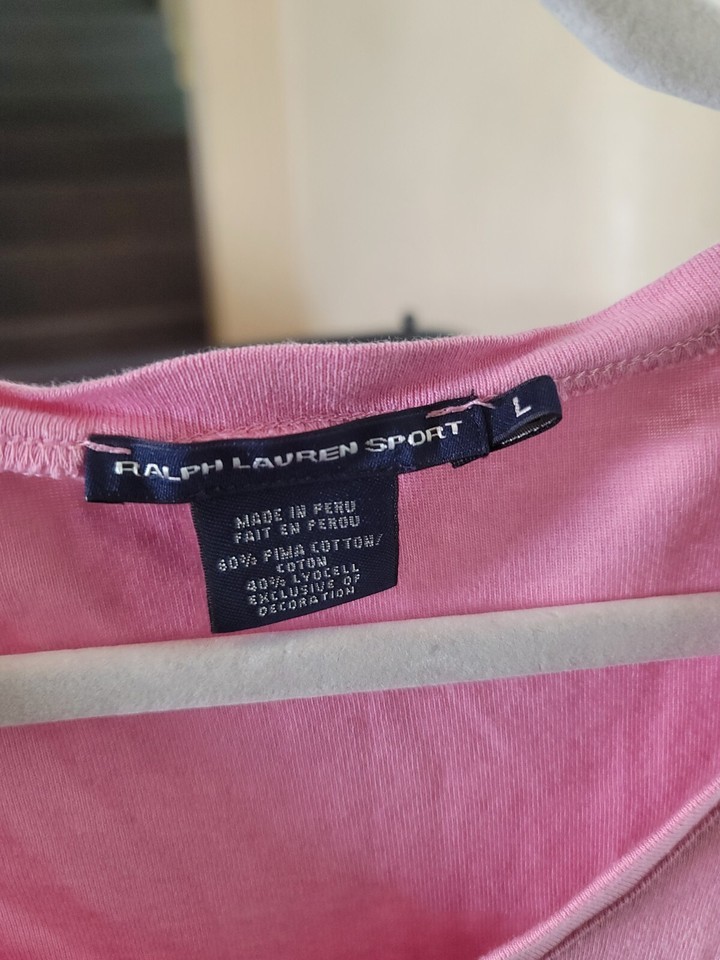 RALPH LAUREN SPORT
L
MADE IN PERU
FAIT EN PEROU
60% PIMA COTTON/
COTON
40% LYOCELL
EXCLUSIVE OF
DECORATION